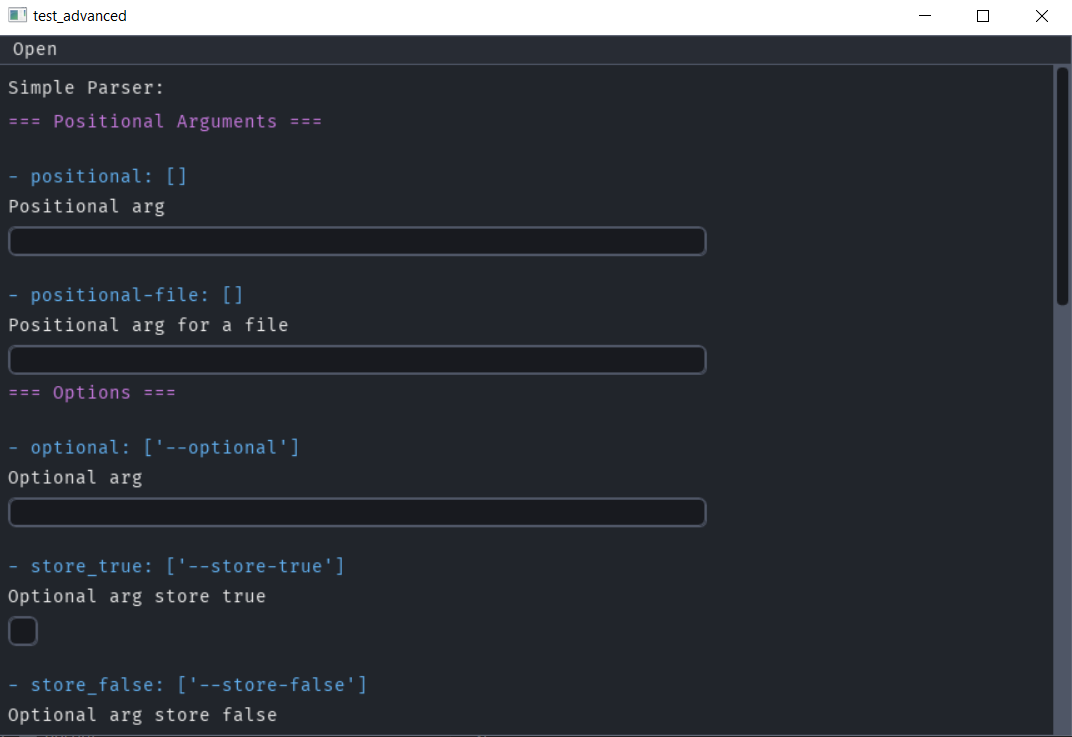 test_advanced
Open
Simple Parser:
=== Positional Arguments ===
- positional: []
Positional arg
- positional-file: []
Positional arg for a file
=== Options ===
- optional: ['--optional']
Optional arg
- store_true: ['--store-true']
Optional arg store true
- store_false: ['--store-false']
Optional arg store false